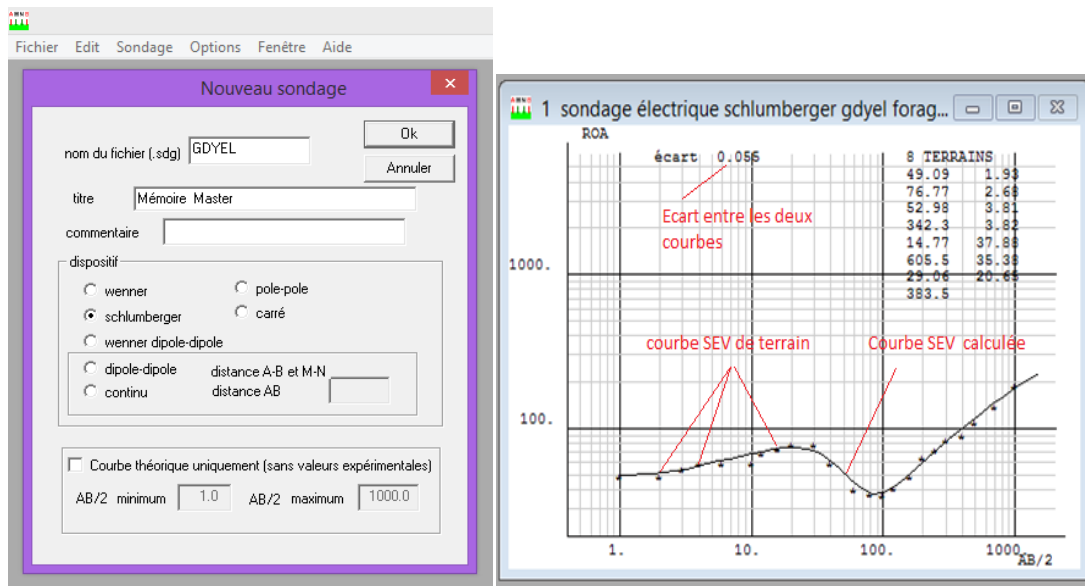 Fichier Edit Sondage Options Fenêtre Aide
Nouveau sondage
nom du fichier (.sdg) GDYEL
Ok
Annuler
titre Mémoire Master
commentaire
dispositif
wenner
pole-pole
schlumberger
carré
wenner dipole-dipole
dipole-dipole
distance A-B et M-N
continu
distance AB
Courbe théorique uniquement (sans valeurs expérimentales)
AB/2 minimum 1.0 AB/2 maximum 1000.0
1 sondage électrique schlumberger gdyel forag...
ROA
écart 0.056
8 TERRAINS
49.09 1.93
76.77 2.68
52.98 3.81
342.3 3.82
14.77 37.88
605.5 35.38
29.06 20.65
383.5
Ecart entre les deux
courbes
1000.
courbe SEV de terrain
Courbe SEV calculée
100.
1. 10. 100. 1000.
AB/2